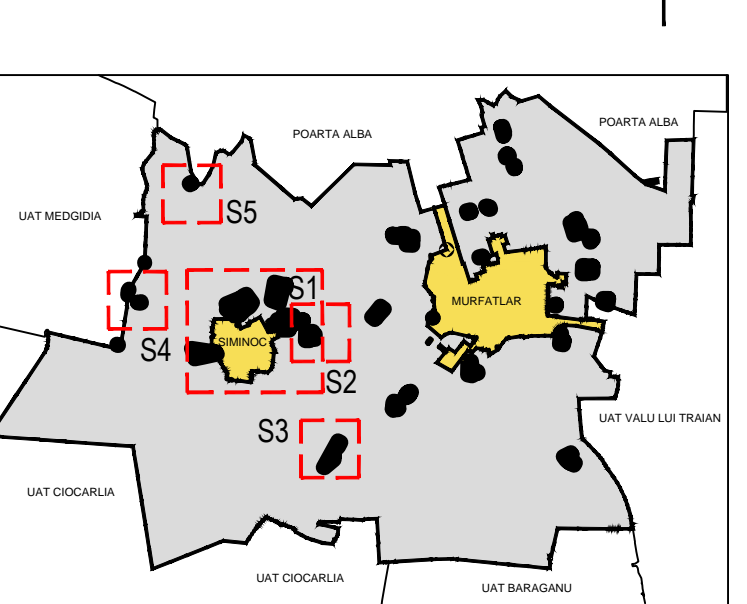 POARTA ALBA
POARTA ALBA
UAT MEDGIDIA
S5
S1
MURFATLAR
SIMINOC
S4
S2
UAT VALU LUI TRAIAN
S3
UAT CIOCARLIA
UAT CIOCARLIA
UAT BARAGANU